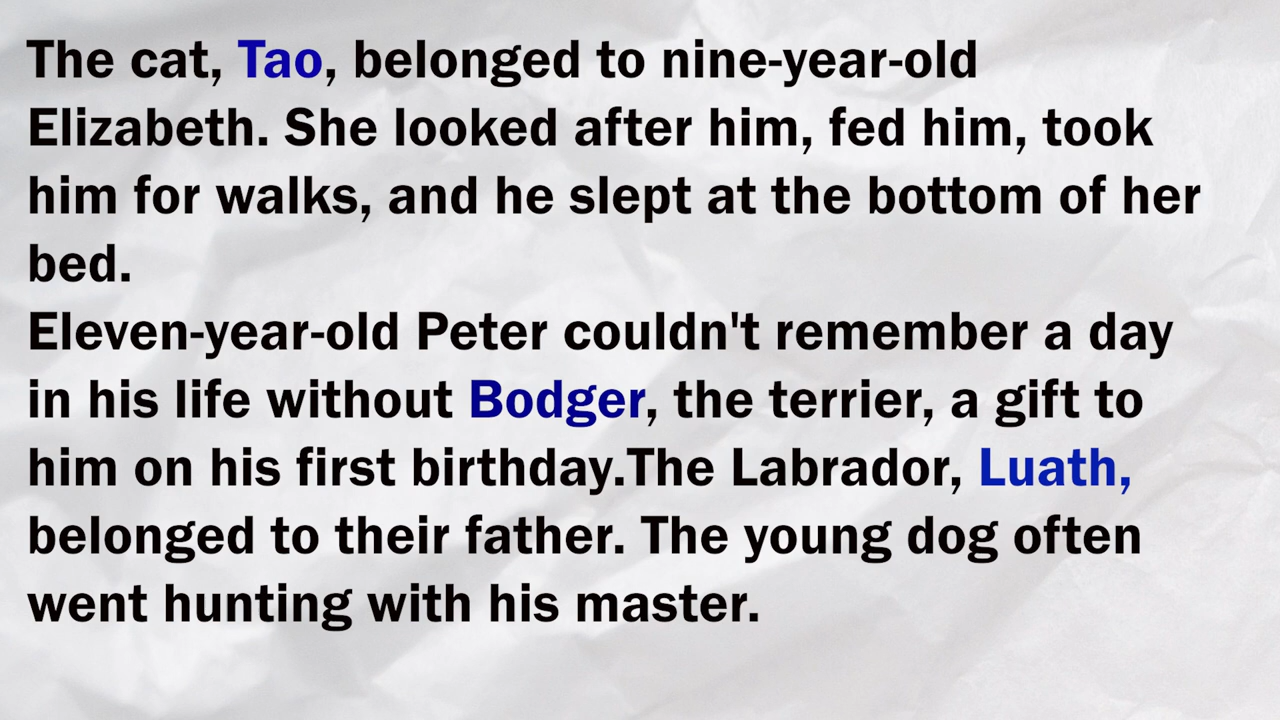 The cat, Tao, belonged to nine-year-old
Elizabeth. She looked after him, fed him, took
him for walks, and he slept at the bottom of her
bed.
Eleven-year-old Peter couldn't remember a day
in his life without Bodger, the terrier, a gift to
him on his first birthday.The Labrador, Luath,
belonged to their father. The young dog often
went hunting with his master.